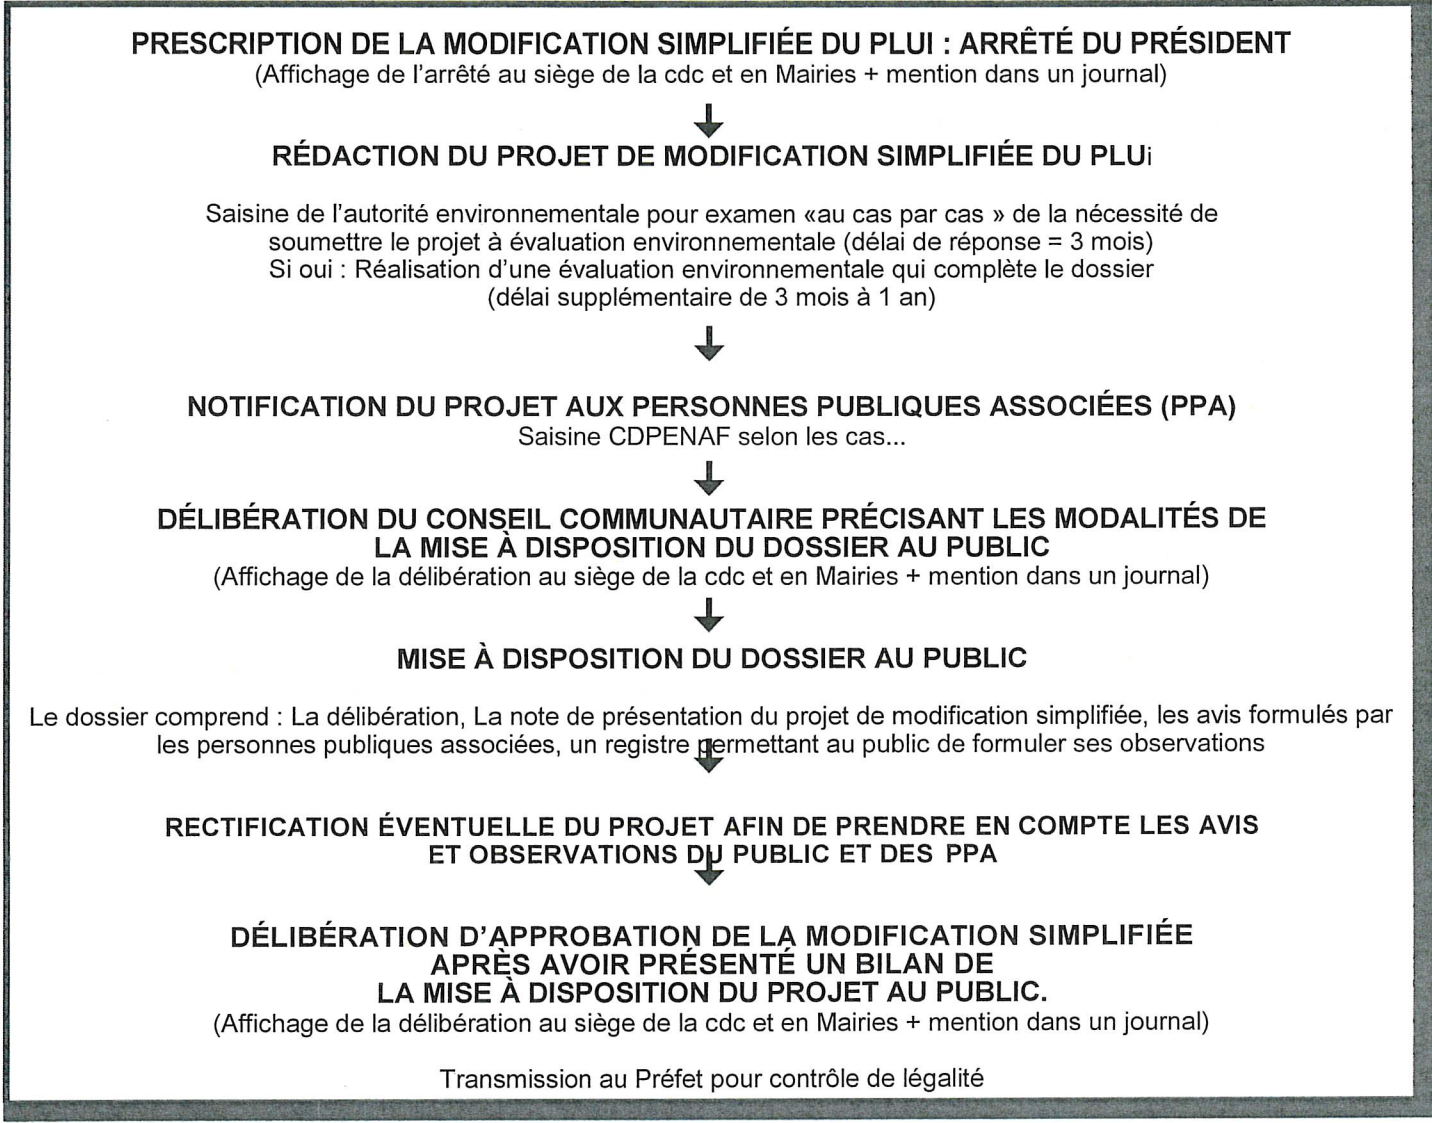 PRESCRIPTION DE LA MODIFICATION SIMPLIFIÉE DU PLUI : ARRÊTÉ DU PRÉSIDENT
(Affichage de l'arrêté au siège de la cdc et en Mairies + mention dans un journal)
RÉDACTION DU PROJET DE MODIFICATION SIMPLIFIÉE DU PLUi
Saisine de l'autorité environnementale pour examen «au cas par cas » de la nécessité de
soumettre le projet à évaluation environnementale (délai de réponse = 3 mois)
Si oui : Réalisation d'une évaluation environnementale qui complète le dossier
(délai supplémentaire de 3 mois à 1 an)
NOTIFICATION DU PROJET AUX PERSONNES PUBLIQUES ASSOCIÉES (PPA)
Saisine CDPENAF selon les cas...
DÉLIBÉRATION DU CONSEIL COMMUNAUTAIRE PRÉCISANT LES MODALITÉS DE
LA MISE À DISPOSITION DU DOSSIER AU PUBLIC
(Affichage de la délibération au siège de la cdc et en Mairies + mention dans un journal)
MISE À DISPOSITION DU DOSSIER AU PUBLIC
Le dossier comprend : La délibération, La note de présentation du projet de modification simplifiée, les avis formulés par
les personnes publiques associées, un registre permettant au public de formuler ses observations
RECTIFICATION ÉVENTUELLE DU PROJET AFIN DE PRENDRE EN COMPTE LES AVIS
ET OBSERVATIONS DU PUBLIC ET DES PPA
DÉLIBÉRATION D'APPROBATION DE LA MODIFICATION SIMPLIFIÉE
APRÈS AVOIR PRÉSENTÉ UN BILAN DE
LA MISE À DISPOSITION DU PROJET AU PUBLIC.
(Affichage de la délibération au siège de la cdc et en Mairies + mention dans un journal)
Transmission au Préfet pour contrôle de légalité